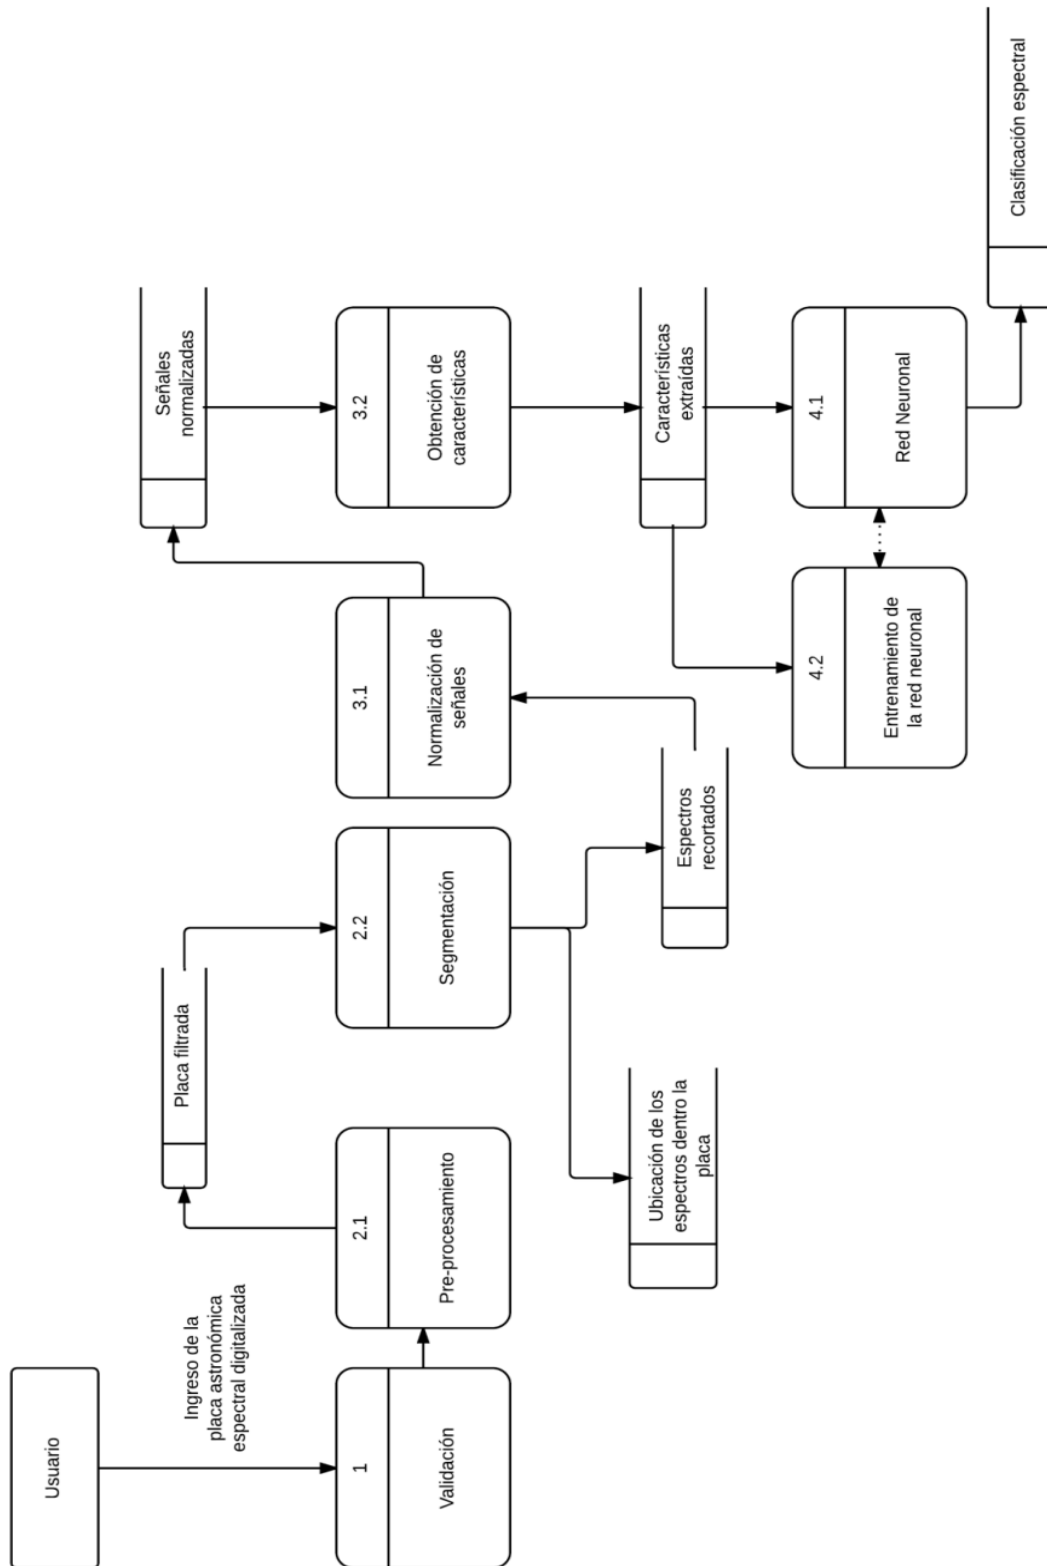 Usuario
Ingreso de la
placa astronómica
espectral digitalizada
1
Validación
2.1
Pre-procesamiento
Placa filtrada
2.2
Segmentación
Ubicación de los
espectros dentro la
placa
Espectros
recortados
3.1
Normalización de
señales
Señales
normalizadas
3.2
Obtención de
características
Características
extraídas
4.2
Entrenamiento de
la red neuronal
4.1
Red Neuronal
Clasificación espectral